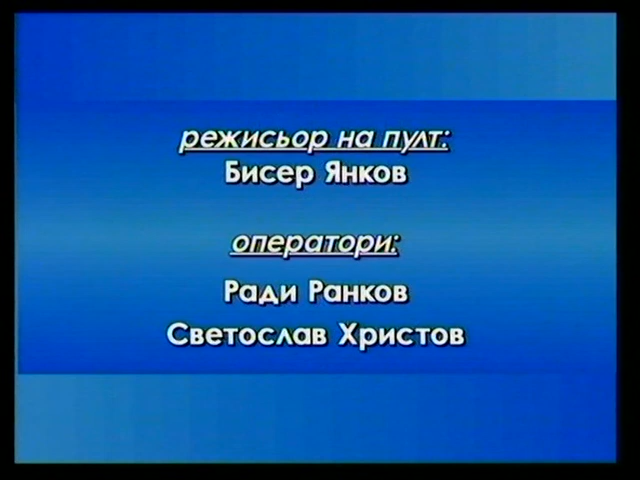 режисьор на пулт:
Бисер Янков
оператори:
Ради Ранков
Светослав Христов